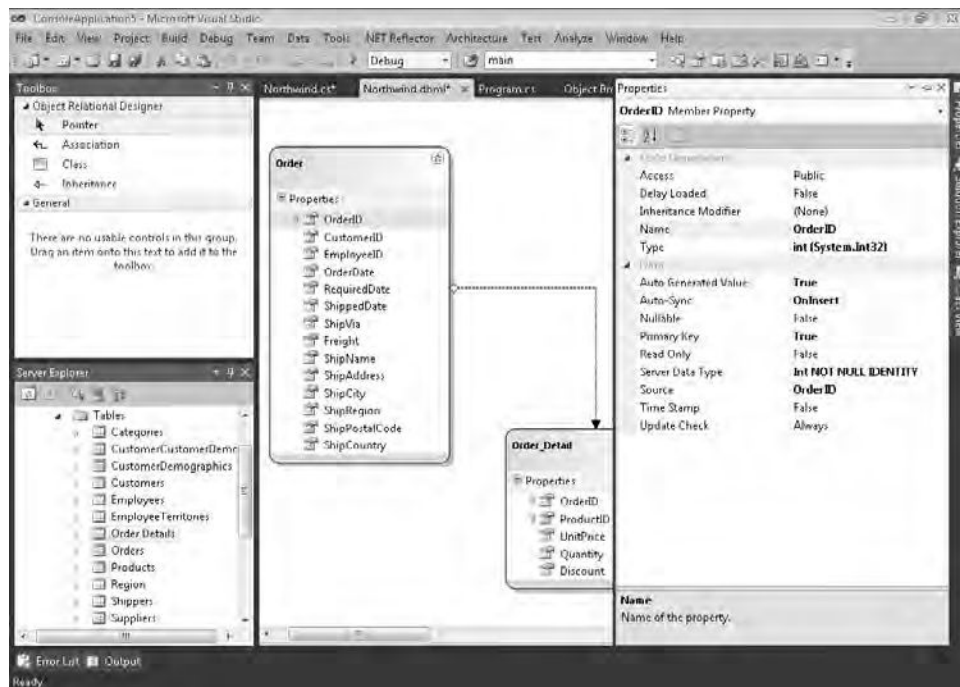 ConsoleApplication5 - Microsoft Visual Studio
File Edit View Project Build Debug Team Data Tools .NET Reflector Architecture Test Analyze Window Help
Debug main
Toolbox
Object Relational Designer
Pointer
Association
Class
Inheritance
General
There are no usable controls in this group.
Drag an item onto this text to add it to the
toolbox.
Server Explorer
Tables
Categories
CustomerCustomerDemc
CustomerDemographics
Customers
Employees
EmployeeTerritories
Order Details
Orders
Products
Region
Shippers
Suppliers
Northwind.cs* Northwind.dbml* Program.cs Object Bro
Order
Properties
OrderID
CustomerID
EmployeeID
OrderDate
RequiredDate
ShippedDate
ShipVia
Freight
ShipName
ShipAddress
ShipCity
ShipRegion
ShipPostalCode
ShipCountry
Order_Detail
Properties
OrderID
ProductID
UnitPrice
Quantity
Discount
Properties
OrderID Member Property
Code Generation
Access Public
Delay Loaded False
Inheritance Modifier (None)
Name OrderID
Type int (System.Int32)
Data
Auto Generated Value True
Auto-Sync OnInsert
Nullable False
Primary Key True
Read Only False
Server Data Type Int NOT NULL IDENTITY
Source OrderID
Time Stamp False
Update Check Always
Name
Name of the property.
Error List Output
Ready